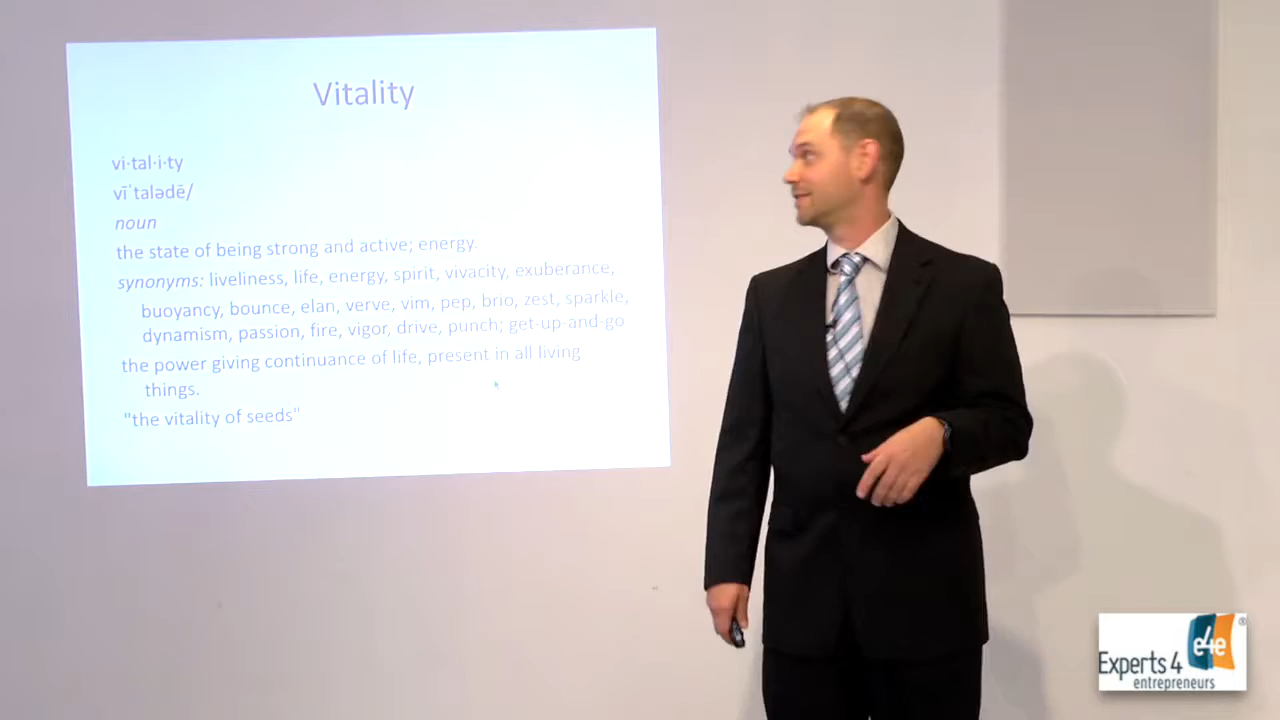 Vitality
vi·tal·i·ty
vīˈtalədē/
noun
the state of being strong and active; energy.
synonyms: liveliness, life, energy, spirit, vivacity, exuberance,
buoyancy, bounce, elan, verve, vim, pep, brio, zest, sparkle,
dynamism, passion, fire, vigor, drive, punch; get-up-and-go
the power giving continuance of life, present in all living
things.
"the vitality of seeds"
e4e®
Experts 4
entrepreneurs